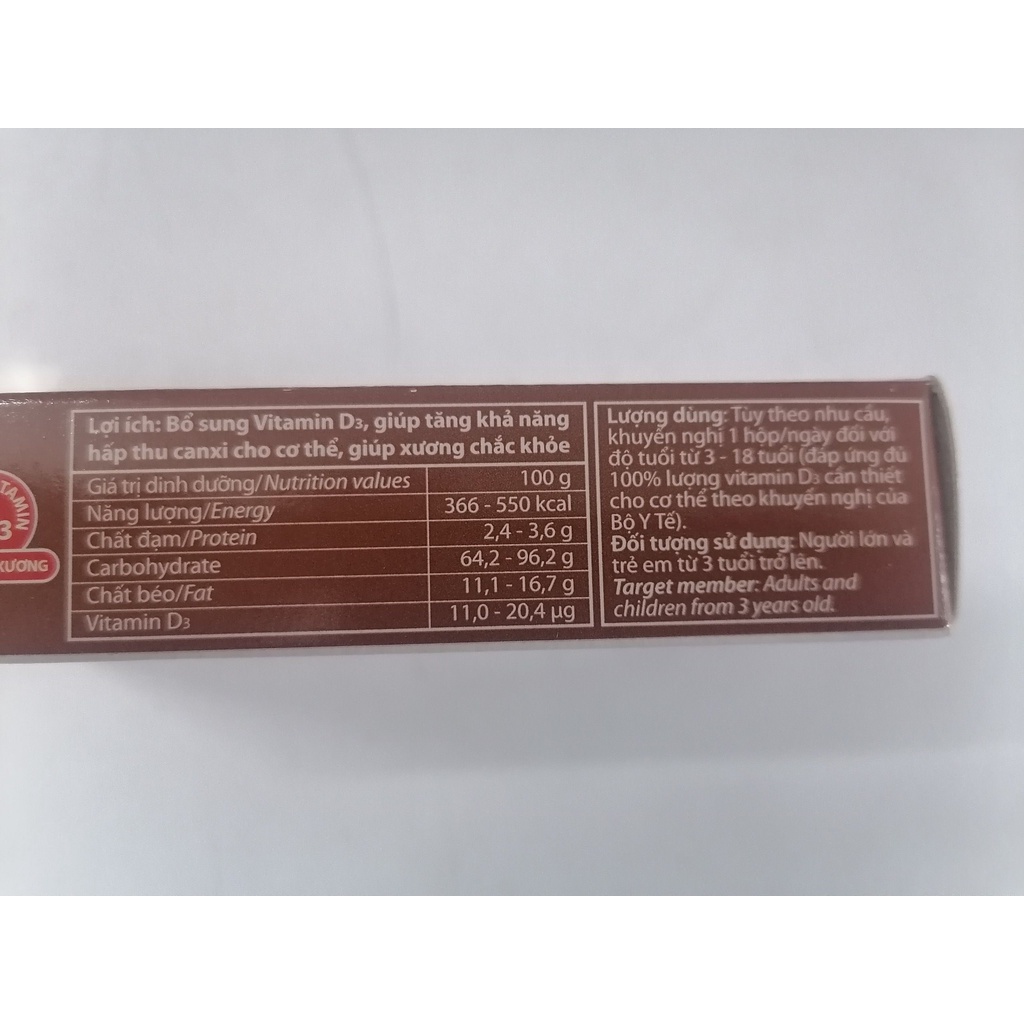 TAMIN
3
XƯƠNG
Lợi ích: Bổ sung Vitamin D3, giúp tăng khả năng
hấp thu canxi cho cơ thể, giúp xương chắc khỏe
Giá trị dinh dưỡng/Nutrition values 100 g
Năng lượng/Energy 366 - 550 kcal
Chất đạm/Protein 2,4 - 3,6 g
Carbohydrate 64,2 - 96,2 g
Chất béo/Fat 11,1 - 16,7 g
Vitamin D3 11,0 - 20,4 µg
Lượng dùng: Tùy theo nhu cầu,
khuyến nghị 1 hộp/ngày đối với
độ tuổi từ 3 - 18 tuổi (đáp ứng đủ
100% lượng vitamin D3 cần thiết
cho cơ thể theo khuyến nghị của
Bộ Y Tế).
Đối tượng sử dụng: Người lớn và
trẻ em từ 3 tuổi trở lên.
Target member: Adults and
children from 3 years old.